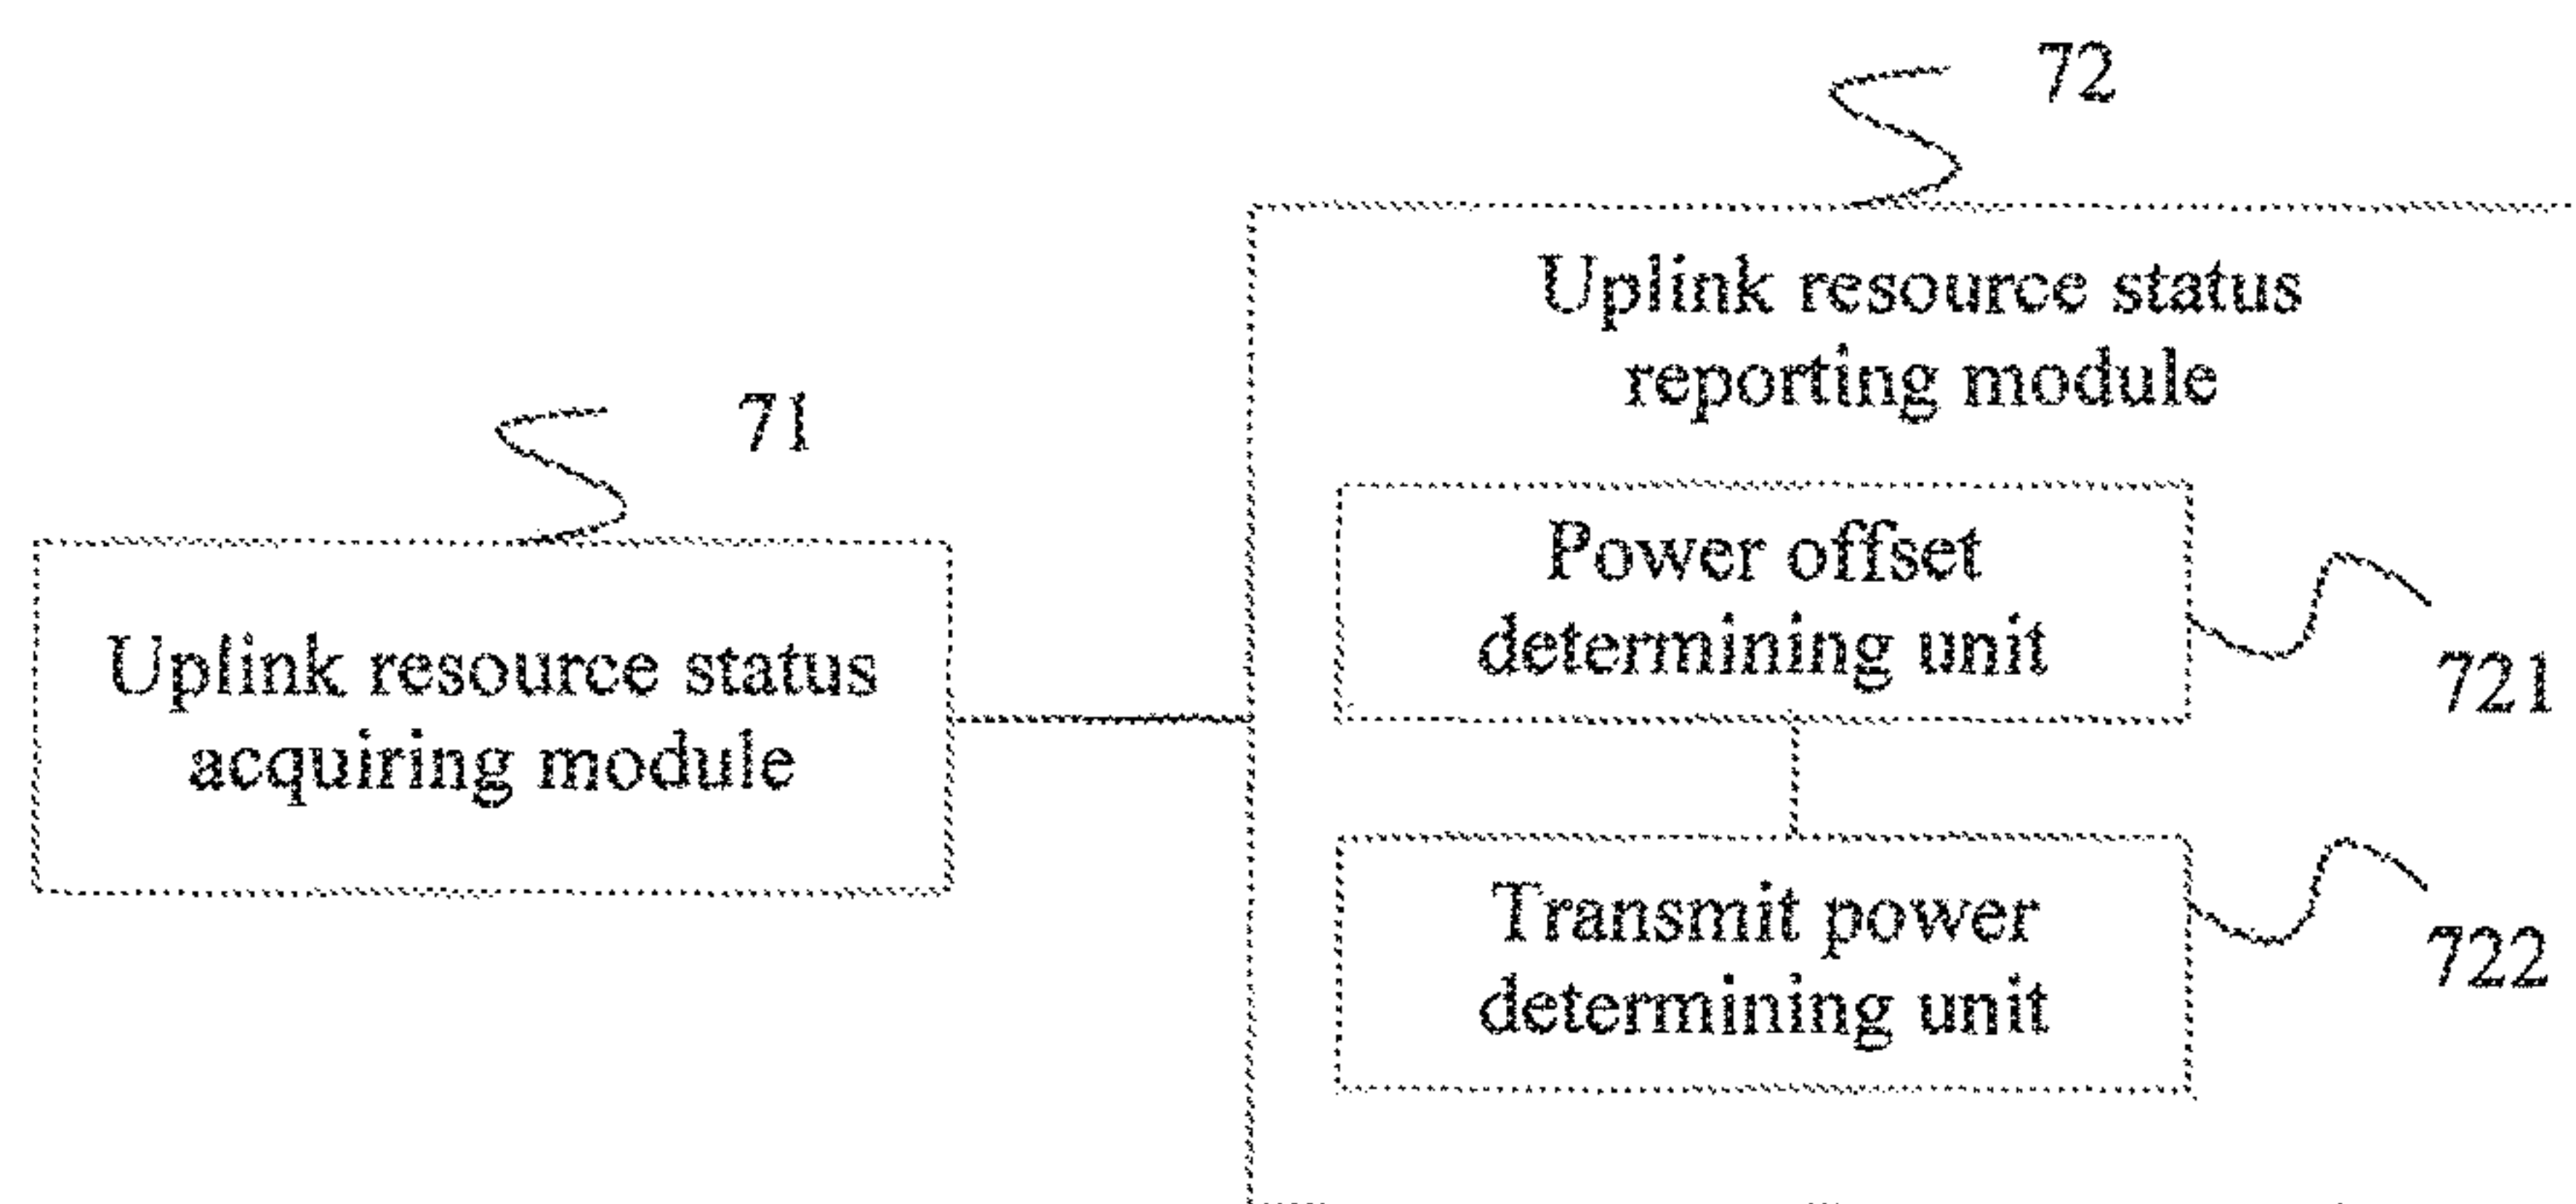 72
Uplink resource status
reporting module
71
Power offset
determining unit
721
Uplink resource status
acquiring module
Transmit power
determining unit
722